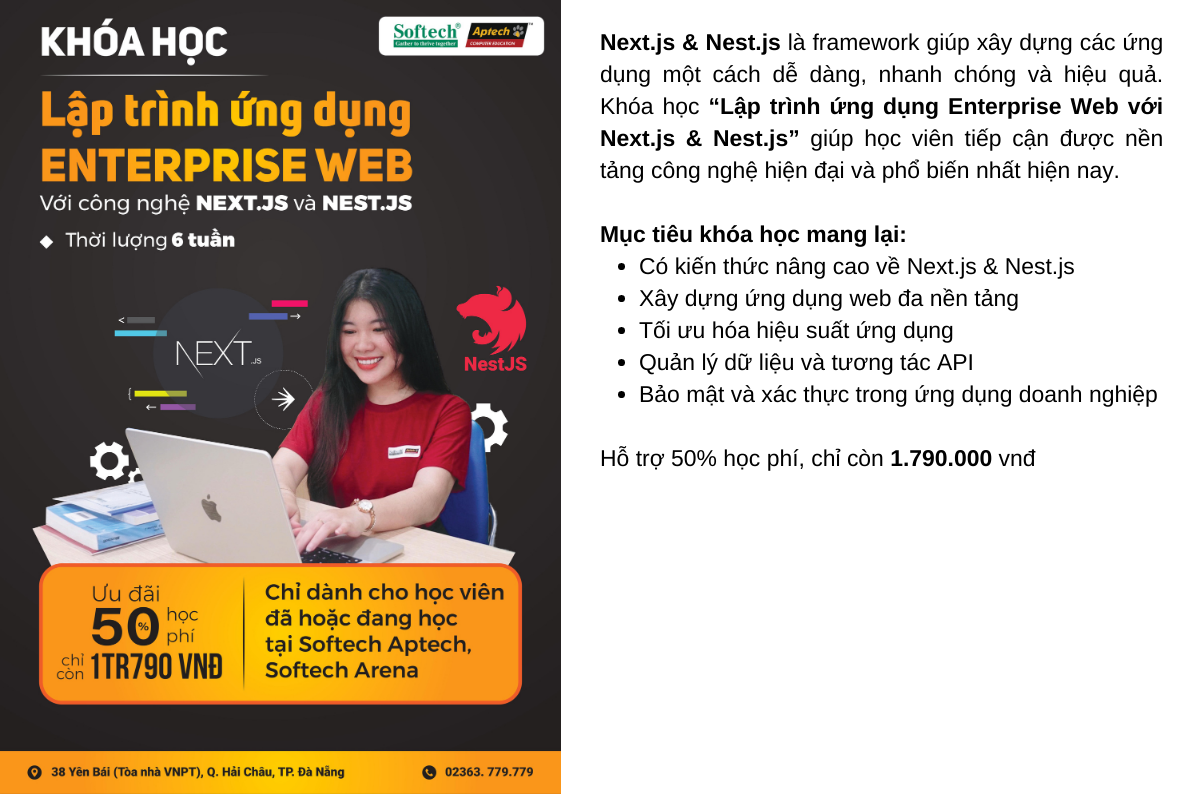 KHÓA HỌC
Softech®
Gather to thrive together
Aptech
COMPUTER EDUCATION
TM
Lập trình ứng dụng
ENTERPRISE WEB
Với công nghệ NEXT.JS và NEST.JS
◆ Thời lượng 6 tuần
<
→
NEXT.JS
{
←
NestJS
Ưu đãi
50% học phí
chỉ còn 1TR790 VNĐ
Chỉ dành cho học viên
đã hoặc đang học
tại Softech Aptech,
Softech Arena
38 Yên Bái (Tòa nhà VNPT), Q. Hải Châu, TP. Đà Nẵng
02363. 779.779
Next.js & Nest.js là framework giúp xây dựng các ứng
dụng một cách dễ dàng, nhanh chóng và hiệu quả.
Khóa học “Lập trình ứng dụng Enterprise Web với
Next.js & Nest.js” giúp học viên tiếp cận được nền
tảng công nghệ hiện đại và phổ biến nhất hiện nay.
Mục tiêu khóa học mang lại:
• Có kiến thức nâng cao về Next.js & Nest.js
• Xây dựng ứng dụng web đa nền tảng
• Tối ưu hóa hiệu suất ứng dụng
• Quản lý dữ liệu và tương tác API
• Bảo mật và xác thực trong ứng dụng doanh nghiệp
Hỗ trợ 50% học phí, chỉ còn 1.790.000 vnđ